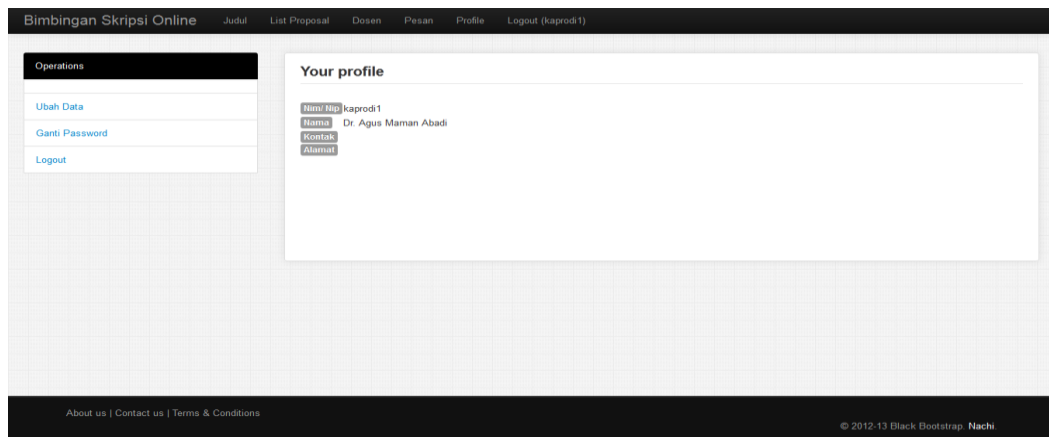 Bimbingan Skripsi Online Judul List Proposal Dosen Pesan Profile Logout (kaprodi1)
Operations
Ubah Data
Ganti Password
Logout
Your profile
Nim/ Nip kaprodi1
Nama Dr. Agus Maman Abadi
Kontak
Alamat
About us | Contact us | Terms & Conditions
© 2012-13 Black Bootstrap. Nachi.